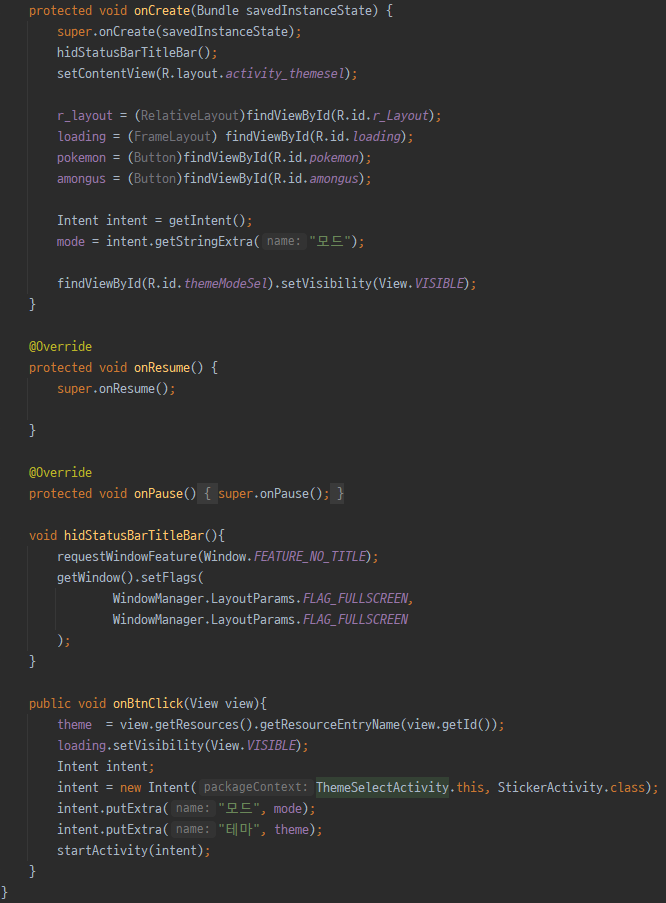 protected void onCreate(Bundle savedInstanceState) {
super.onCreate(savedInstanceState);
hidStatusBarTitleBar();
setContentView(R.layout.activity_themesel);
r_layout = (RelativeLayout)findViewById(R.id.r_Layout);
loading = (FrameLayout) findViewById(R.id.loading);
pokemon = (Button)findViewById(R.id.pokemon);
amongus = (Button)findViewById(R.id.amongus);
Intent intent = getIntent();
mode = intent.getStringExtra( name: "모드");
findViewById(R.id.themeModeSel).setVisibility(View.VISIBLE);
}
@Override
protected void onResume() {
super.onResume();
}
@Override
protected void onPause() { super.onPause(); }
void hidStatusBarTitleBar(){
requestWindowFeature(Window.FEATURE_NO_TITLE);
getWindow().setFlags(
WindowManager.LayoutParams.FLAG_FULLSCREEN,
WindowManager.LayoutParams.FLAG_FULLSCREEN
);
}
public void onBtnClick(View view){
theme  = view.getResources().getResourceEntryName(view.getId());
loading.setVisibility(View.VISIBLE);
Intent intent;
intent = new Intent( packageContext: ThemeSelectActivity.this, StickerActivity.class);
intent.putExtra( name: "모드", mode);
intent.putExtra( name: "테마", theme);
startActivity(intent);
}
}